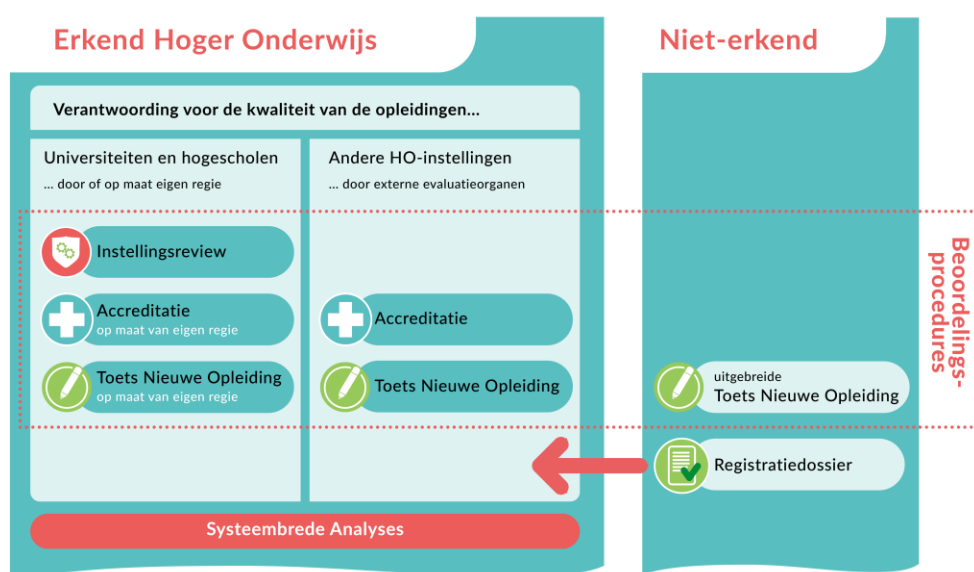 Erkend Hoger Onderwijs
Niet-erkend
Verantwoording voor de kwaliteit van de opleidingen...
Universiteiten en hogescholen
... door of op maat eigen regie
Andere HO-instellingen
... door externe evaluatieorganen
Instellingsreview
Accreditatie
op maat van eigen regie
Toets Nieuwe Opleiding
op maat van eigen regie
Accreditatie
Toets Nieuwe Opleiding
uitgebreide
Toets Nieuwe Opleiding
Registratiedossier
Beoordelings-
procedures
Systeembrede Analyses